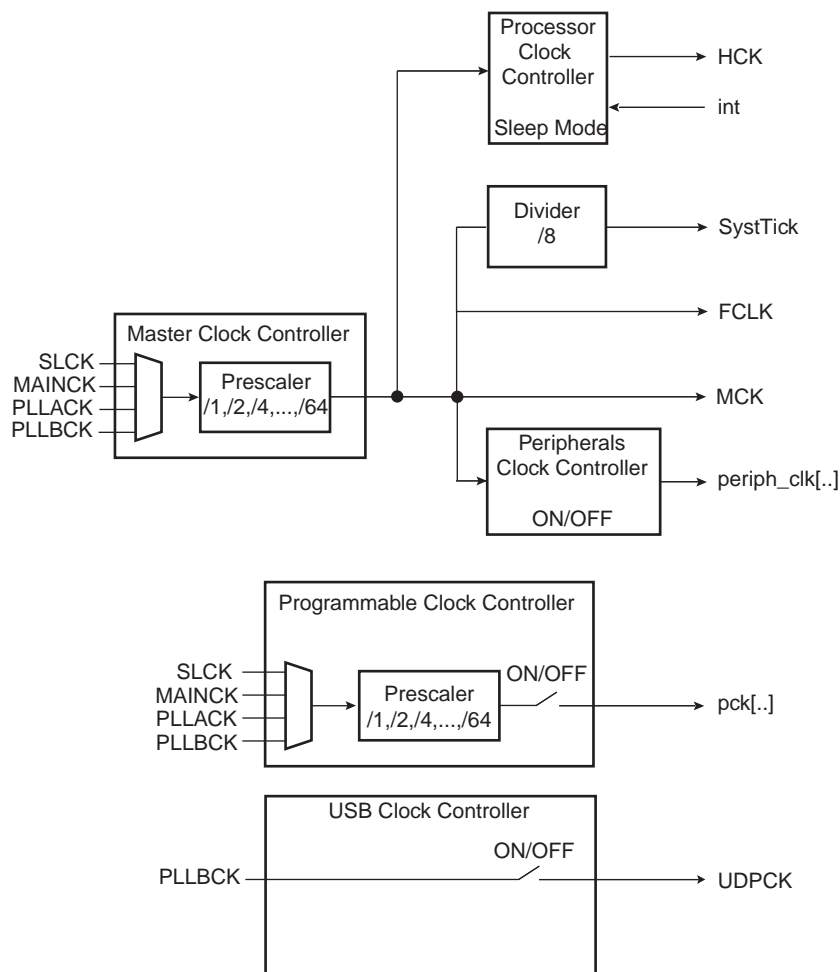 Processor
Clock
Controller
Sleep Mode
HCK
int
Divider
/8
SystTick
FCLK
Master Clock Controller
SLCK
MAINCK
PLLACK
PLLBCK
Prescaler
/1,/2,/4,...,/64
MCK
Peripherals
Clock Controller
ON/OFF
periph_clk[..]
Programmable Clock Controller
SLCK
MAINCK
PLLACK
PLLBCK
Prescaler
/1,/2,/4,...,/64
ON/OFF
pck[..]
USB Clock Controller
ON/OFF
PLLBCK
UDPCK